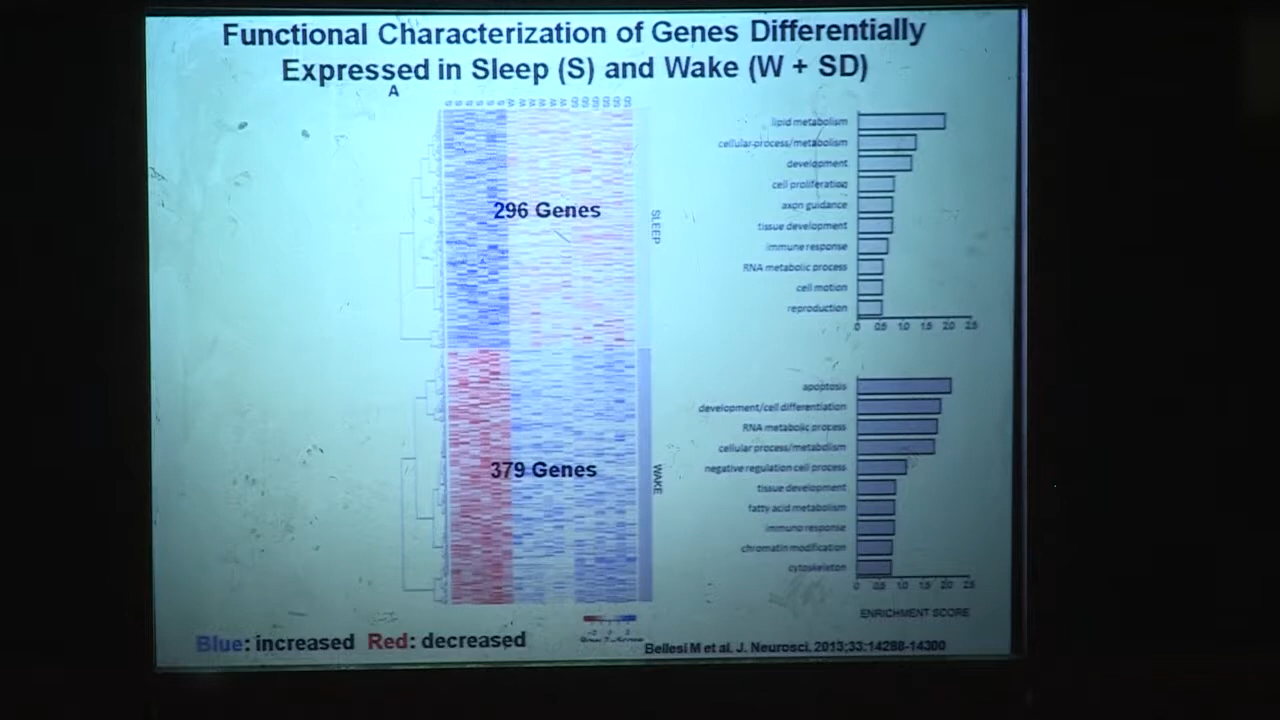 Functional Characterization of Genes Differentially
Expressed in Sleep (S) and Wake (W + SD)
A
296 Genes
SLEEP
379 Genes
WAKE
lipid metabolism
cellular process/metabolism
development
cell proliferation
axon guidance
tissue development
immune response
RNA metabolic process
cell motion
reproduction
0 0.5 1.0 1.5 2.0 2.5
apoptosis
development/cell differentiation
RNA metabolic process
cellular process/metabolism
negative regulation cell process
tissue development
fatty acid metabolism
immuno response
chromatin modification
cytoskeleton
0 0.5 1.0 1.5 2.0 2.5
ENRICHMENT SCORE
Blue: increased Red: decreased
Bellesi M et al. J. Neurosci. 2013;33:14288-14300